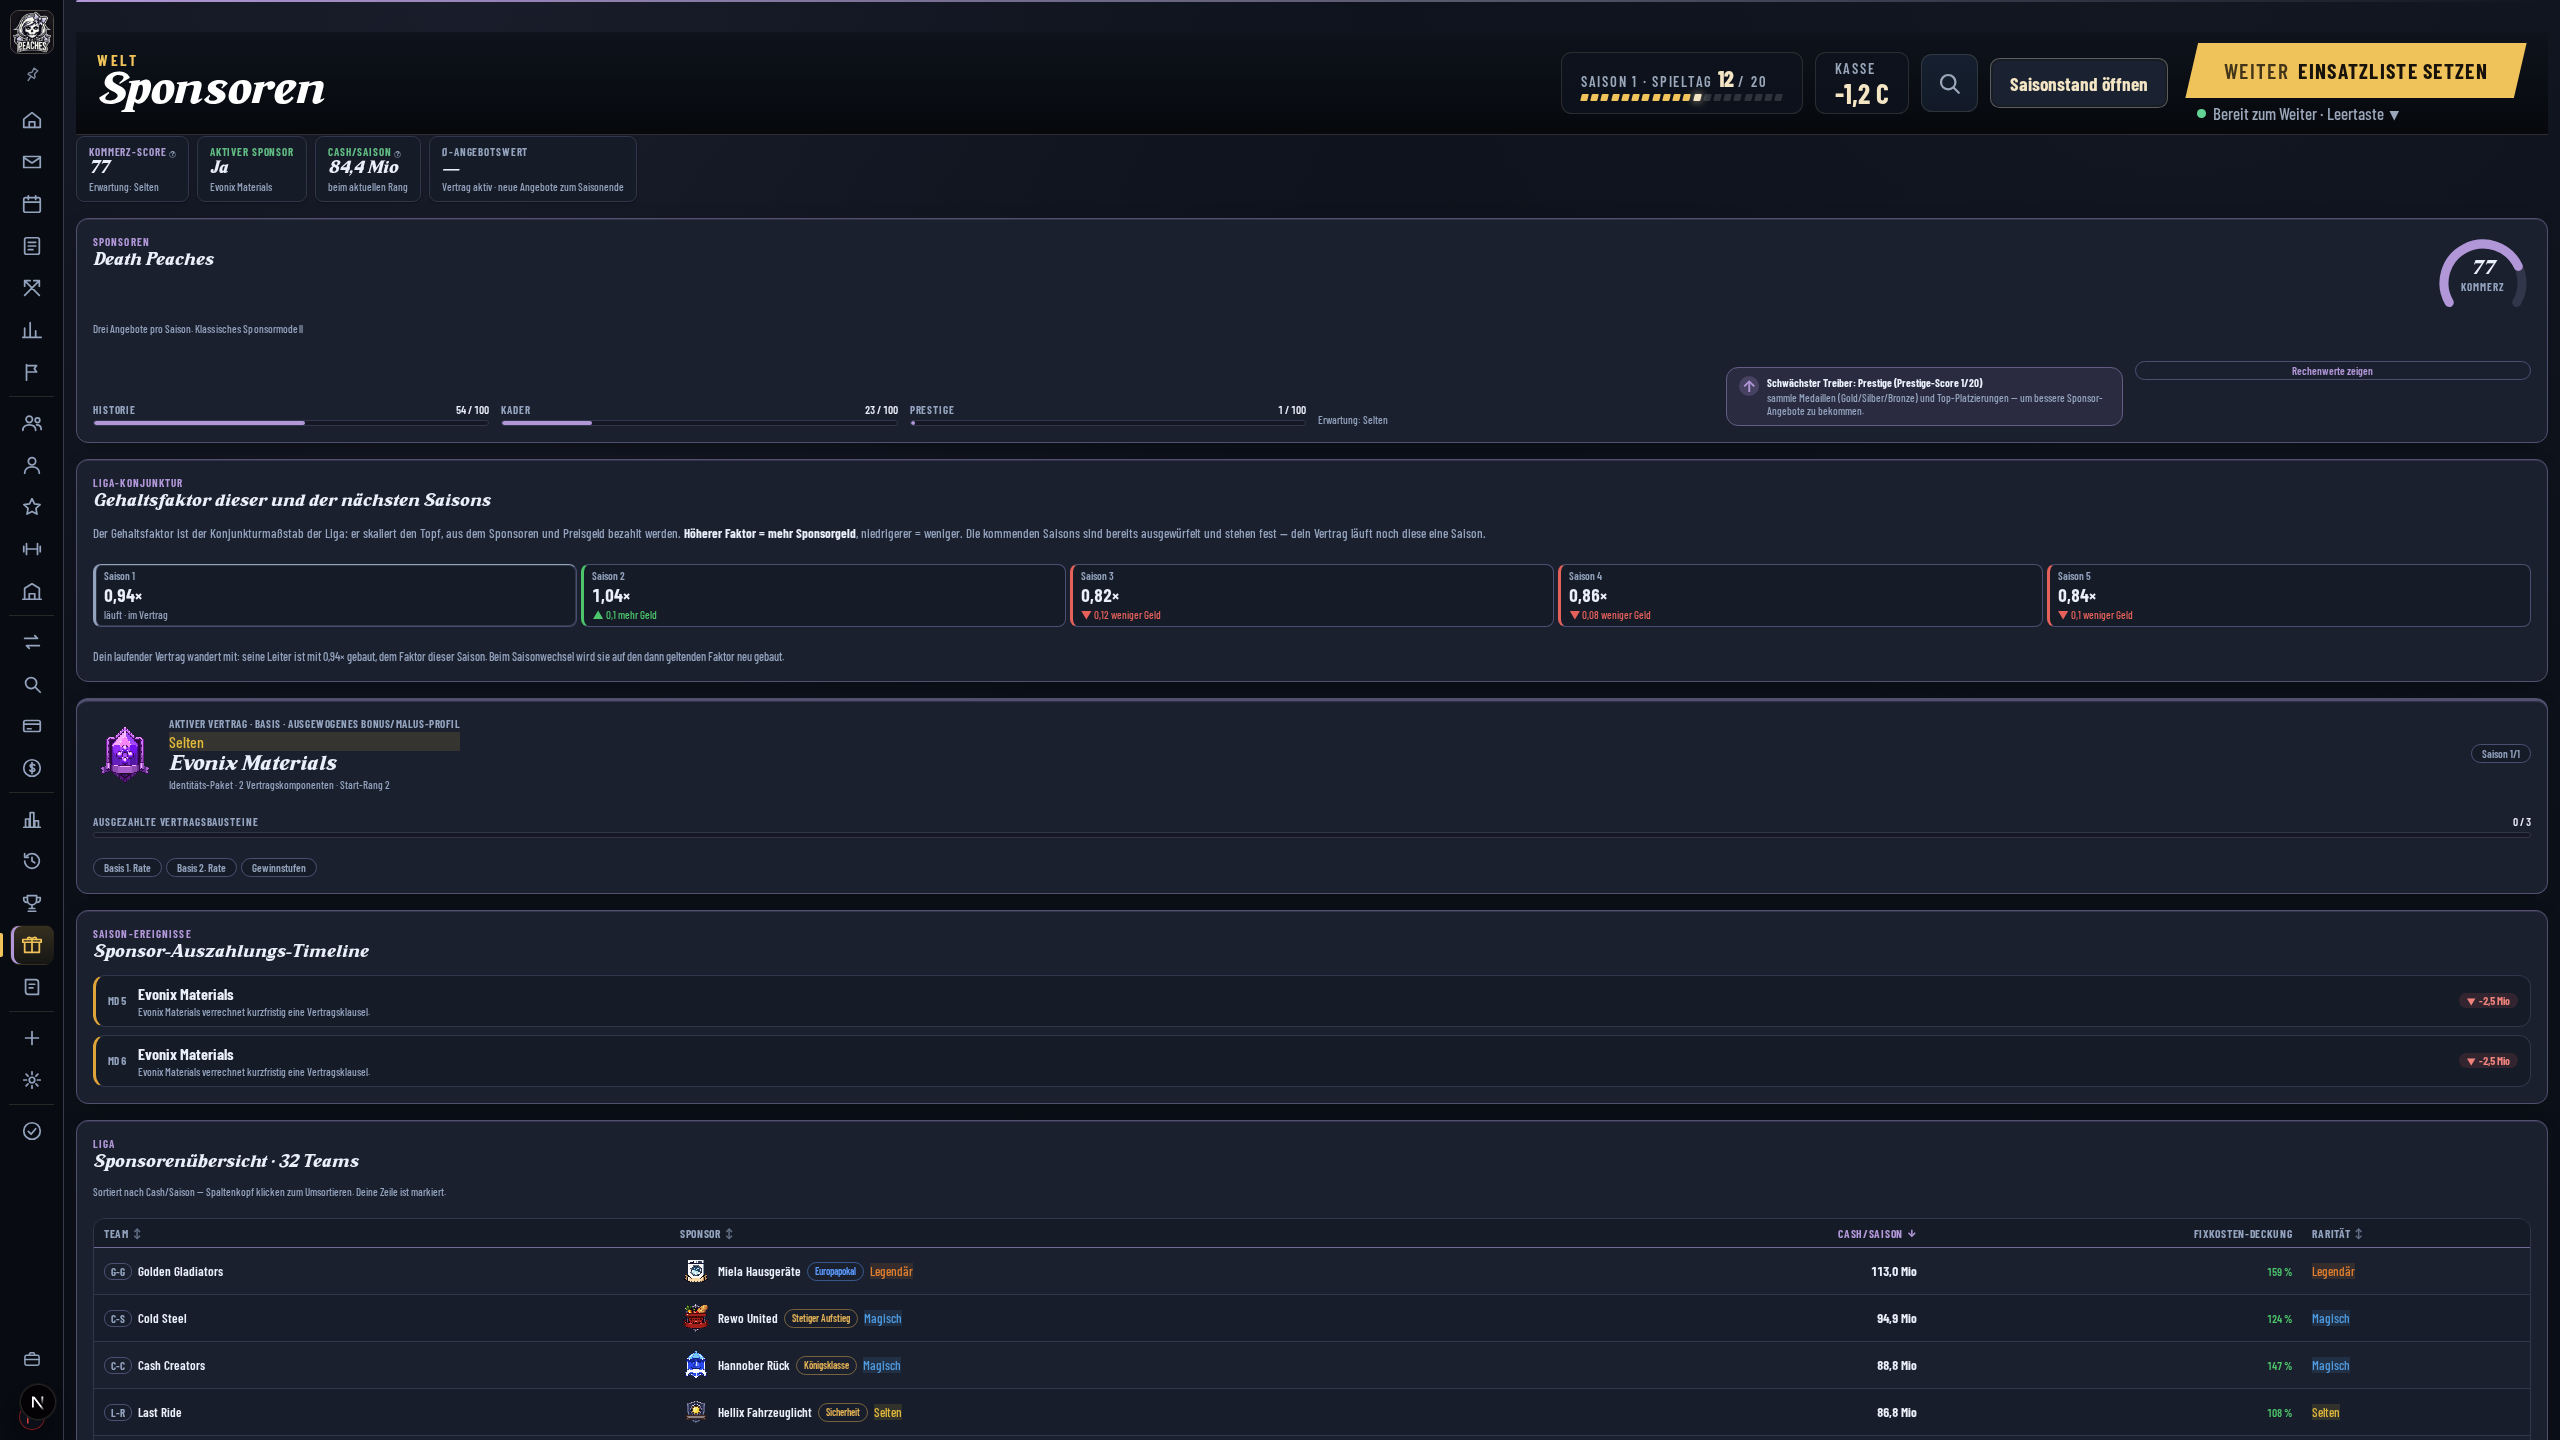 PEACHES
WELT
Sponsoren
SAISON 1 · SPIELTAG 12 / 20
KASSE
-1,2 C
Saisonstand öffnen
WEITER EINSATZLISTE SETZEN
Bereit zum Weiter · Leertaste ▼
KOMMERZ-SCORE ?
77
Erwartung: Selten
AKTIVER SPONSOR
Ja
Evonix Materials
CASH/SAISON ?
84,4 Mio
beim aktuellen Rang
Ø-ANGEBOTSWERT
—
Vertrag aktiv · neue Angebote zum Saisonende
SPONSOREN
Death Peaches
77
KOMMERZ
Drei Angebote pro Saison. Klassisches Sponsormodell
HISTORIE 54 / 100
KADER 23 / 100
PRESTIGE 1 / 100
Erwartung: Selten
Schwächster Treiber: Prestige (Prestige-Score 1/20)
sammle Medaillen (Gold/Silber/Bronze) und Top-Platzierungen — um bessere Sponsor-
Angebote zu bekommen.
Rechenwerte zeigen
LIGA-KONJUNKTUR
Gehaltsfaktor dieser und der nächsten Saisons
Der Gehaltsfaktor ist der Konjunkturmaßstab der Liga: er skaliert den Topf, aus dem Sponsoren und Preisgeld bezahlt werden. Höherer Faktor = mehr Sponsorgeld, niedrigerer = weniger. Die kommenden Saisons sind bereits ausgewürfelt und stehen fest — dein Vertrag läuft noch diese eine Saison.
Saison 1
0,94×
läuft · im Vertrag
Saison 2
1,04×
▲ 0,1 mehr Geld
Saison 3
0,82×
▼ 0,12 weniger Geld
Saison 4
0,86×
▼ 0,08 weniger Geld
Saison 5
0,84×
▼ 0,1 weniger Geld
Dein laufender Vertrag wandert mit: seine Leiter ist mit 0,94× gebaut, dem Faktor dieser Saison. Beim Saisonwechsel wird sie auf den dann geltenden Faktor neu gebaut.
AKTIVER VERTRAG · BASIS · AUSGEWOGENES BONUS/MALUS-PROFIL
Selten
Evonix Materials
Identitäts-Paket · 2 Vertragskomponenten · Start-Rang 2
Saison 1/1
AUSGEZAHLTE VERTRAGSBAUSTEINE 0 / 3
Basis 1. Rate
Basis 2. Rate
Gewinnstufen
SAISON-EREIGNISSE
Sponsor-Auszahlungs-Timeline
MD 5
Evonix Materials
Evonix Materials verrechnet kurzfristig eine Vertragsklausel.
▼ -2,5 Mio
MD 6
Evonix Materials
Evonix Materials verrechnet kurzfristig eine Vertragsklausel.
▼ -2,5 Mio
LIGA
Sponsorenübersicht · 32 Teams
Sortiert nach Cash/Saison — Spaltenkopf klicken zum Umsortieren. Deine Zeile ist markiert.
TEAM ↕ SPONSOR ↕ CASH/SAISON ↓ FIXKOSTEN-DECKUNG RARITÄT ↕
G-G Golden Gladiators Miela Hausgeräte Europapokal Legendär 113,0 Mio 159 % Legendär
C-S Cold Steel Rewo United Stetiger Aufstieg Magisch 94,9 Mio 124 % Magisch
C-C Cash Creators Hannober Rück Königsklasse Magisch 88,8 Mio 147 % Magisch
L-R Last Ride Hellix Fahrzeuglicht Sicherheit Selten 86,8 Mio 108 % Selten
N